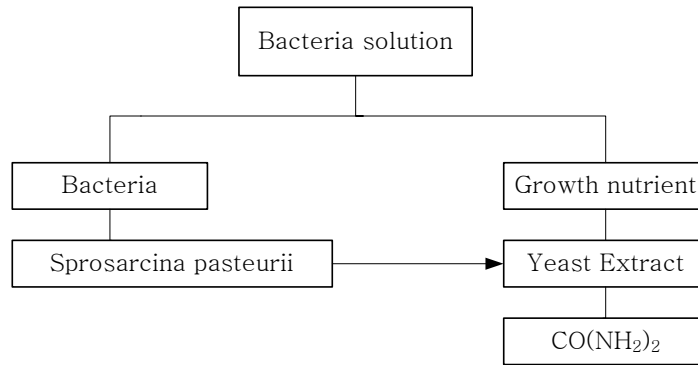 Bacteria solution
Bacteria
Growth nutrient
Sprosarcina pasteurii
Yeast Extract
CO(NH₂)₂